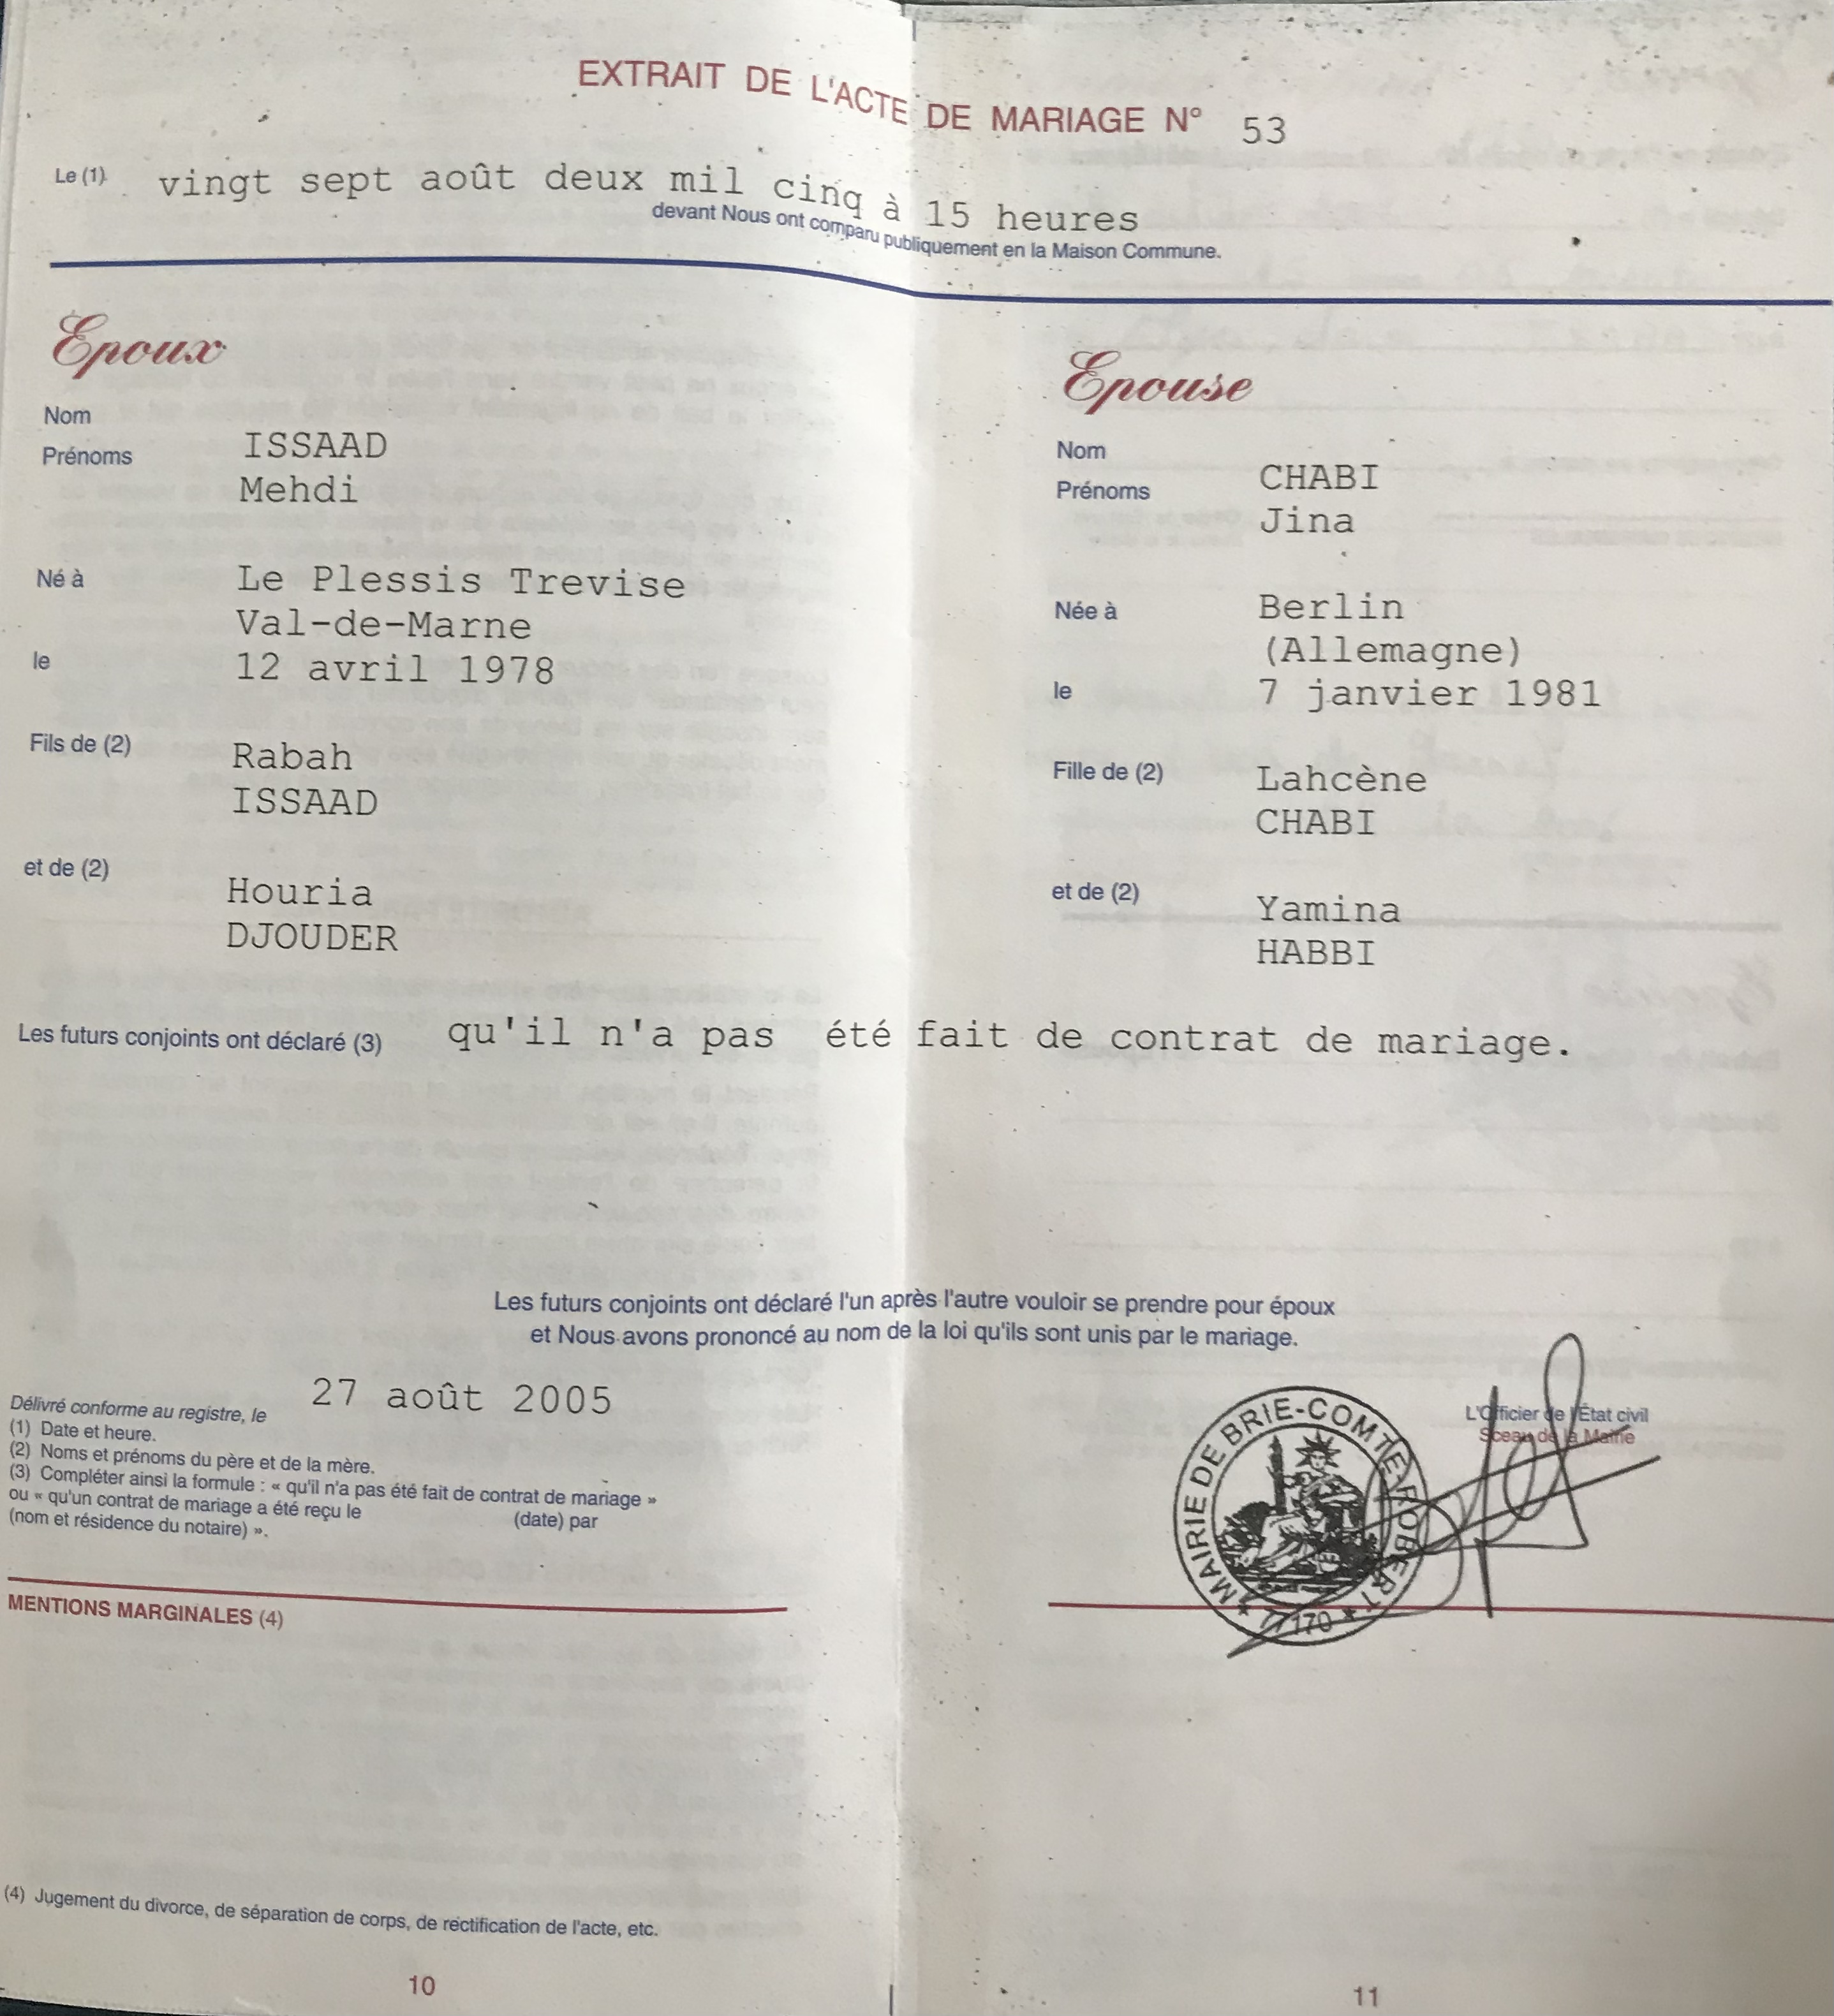 EXTRAIT DE L'ACTE DE MARIAGE N° 53
Le (1) vingt sept août deux mil cinq à 15 heures
devant Nous ont comparu publiquement en la Maison Commune.
Epoux
Nom
ISSAAD
Prénoms
Mehdi
Né à Le Plessis Trevise
Val-de-Marne
le 12 avril 1978
Fils de (2) Rabah
ISSAAD
et de (2) Houria
DJOUDER
Epouse
Nom
CHABI
Prénoms
Jina
Née à Berlin
(Allemagne)
le 7 janvier 1981
Fille de (2) Lahcène
CHABI
et de (2) Yamina
HABBI
Les futurs conjoints ont déclaré (3) qu'il n'a pas été fait de contrat de mariage.
Les futurs conjoints ont déclaré l'un après l'autre vouloir se prendre pour époux
et Nous avons prononcé au nom de la loi qu'ils sont unis par le mariage.
Délivré conforme au registre, le 27 août 2005
(1) Date et heure.
(2) Noms et prénoms du père et de la mère.
(3) Compléter ainsi la formule : « qu'il n'a pas été fait de contrat de mariage »
ou « qu'un contrat de mariage a été reçu le (date) par
(nom et résidence du notaire) ».
L'Officier de l'État civil
Sceau de la Mairie
MAIRIE DE BRIE-COMTE-ROBERT
77170
MENTIONS MARGINALES (4)
(4) Jugement du divorce, de séparation de corps, de rectification de l'acte, etc.
10
11